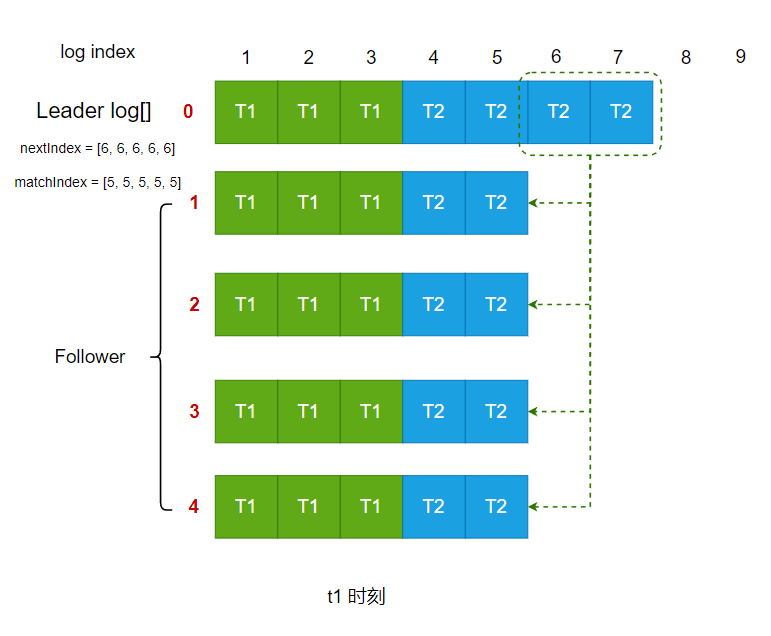 log index 1 2 3 4 5 6 7 8 9
Leader log[] 0 T1 T1 T1 T2 T2 T2 T2
nextIndex = [6, 6, 6, 6, 6]
matchIndex = [5, 5, 5, 5, 5]
1 T1 T1 T1 T2 T2
2 T1 T1 T1 T2 T2
Follower
3 T1 T1 T1 T2 T2
4 T1 T1 T1 T2 T2
t1 时刻